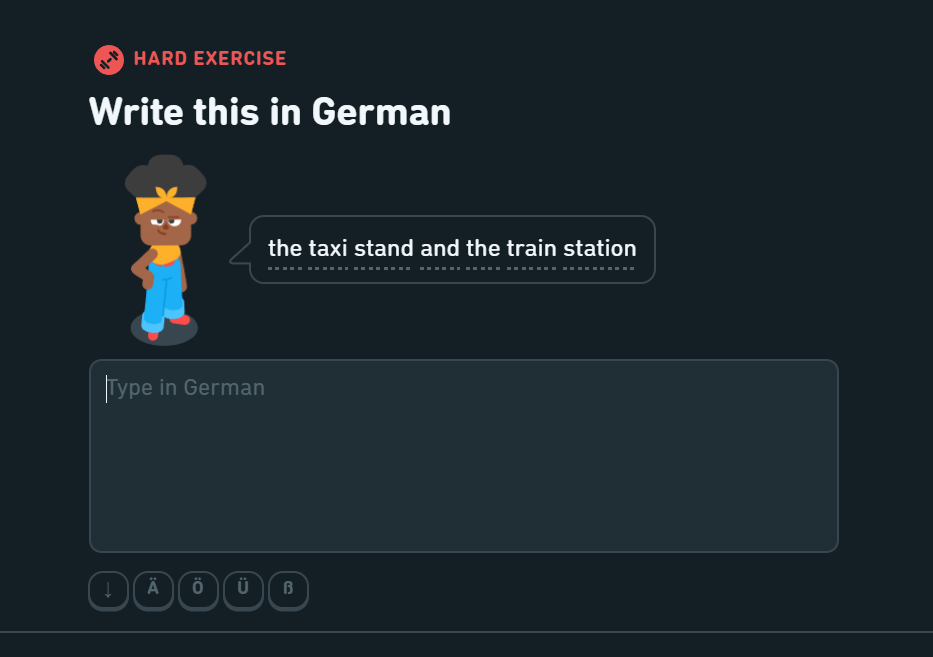 HARD EXERCISE
Write this in German
the taxi stand and the train station
Type in German
↓ Ä Ö Ü ß